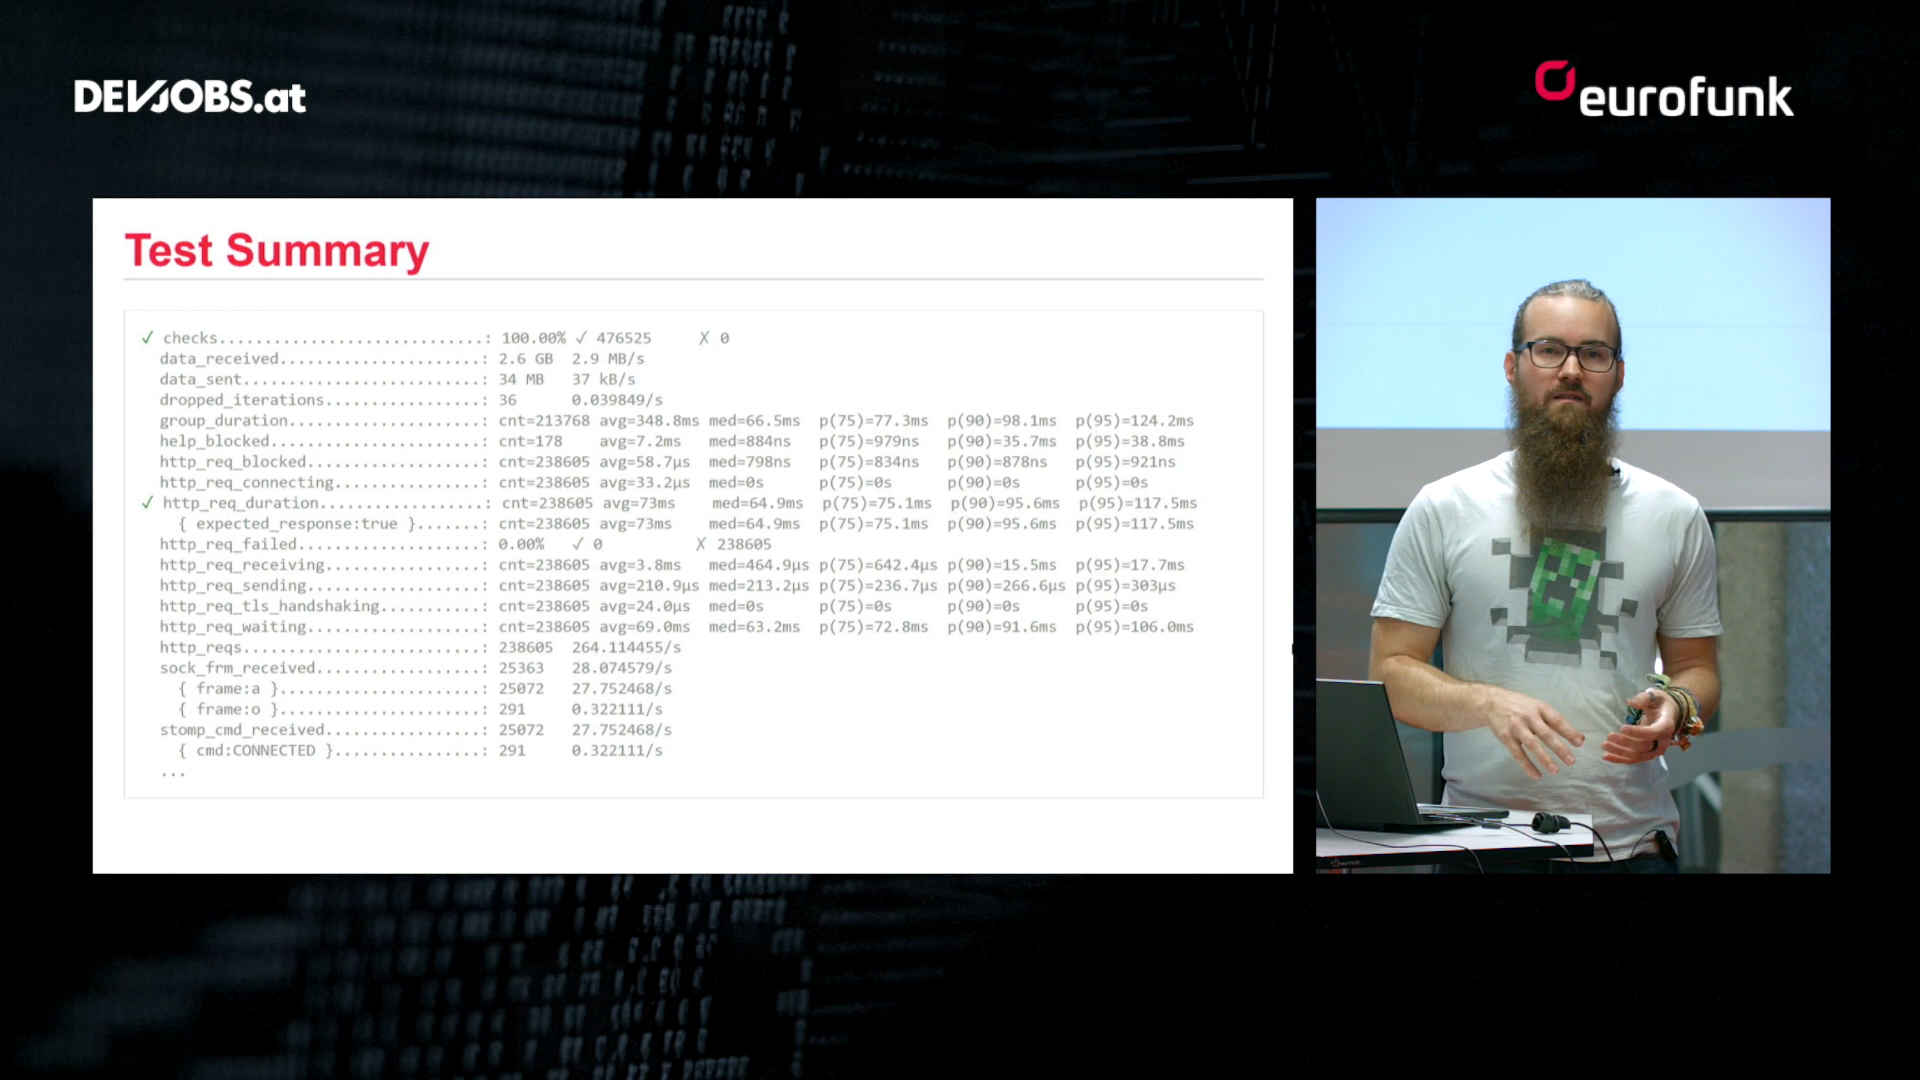 DEVJOBS.at
eurofunk
Test Summary
✓ checks.............................: 100.00% ✓ 476525 ✗ 0
data_received......................: 2.6 GB 2.9 MB/s
data_sent..........................: 34 MB 37 kB/s
dropped_iterations.................: 36 0.039849/s
group_duration.....................: cnt=213768 avg=348.8ms med=66.5ms p(75)=77.3ms p(90)=98.1ms p(95)=124.2ms
help_blocked.......................: cnt=178 avg=7.2ms med=884ns p(75)=979ns p(90)=35.7ms p(95)=38.8ms
http_req_blocked...................: cnt=238605 avg=58.7µs med=798ns p(75)=834ns p(90)=878ns p(95)=921ns
http_req_connecting................: cnt=238605 avg=33.2µs med=0s p(75)=0s p(90)=0s p(95)=0s
✓ http_req_duration..................: cnt=238605 avg=73ms med=64.9ms p(75)=75.1ms p(90)=95.6ms p(95)=117.5ms
{ expected_response:true }.......: cnt=238605 avg=73ms med=64.9ms p(75)=75.1ms p(90)=95.6ms p(95)=117.5ms
http_req_failed....................: 0.00% ✓ 0 ✗ 238605
http_req_receiving.................: cnt=238605 avg=3.8ms med=464.9µs p(75)=642.4µs p(90)=15.5ms p(95)=17.7ms
http_req_sending...................: cnt=238605 avg=210.9µs med=213.2µs p(75)=236.7µs p(90)=266.6µs p(95)=303µs
http_req_tls_handshaking...........: cnt=238605 avg=24.0µs med=0s p(75)=0s p(90)=0s p(95)=0s
http_req_waiting...................: cnt=238605 avg=69.0ms med=63.2ms p(75)=72.8ms p(90)=91.6ms p(95)=106.0ms
http_reqs..........................: 238605 264.114455/s
sock_frm_received..................: 25363 28.074579/s
{ frame:a }......................: 25072 27.752468/s
{ frame:o }......................: 291 0.322111/s
stomp_cmd_received.................: 25072 27.752468/s
{ cmd:CONNECTED }................: 291 0.322111/s
...